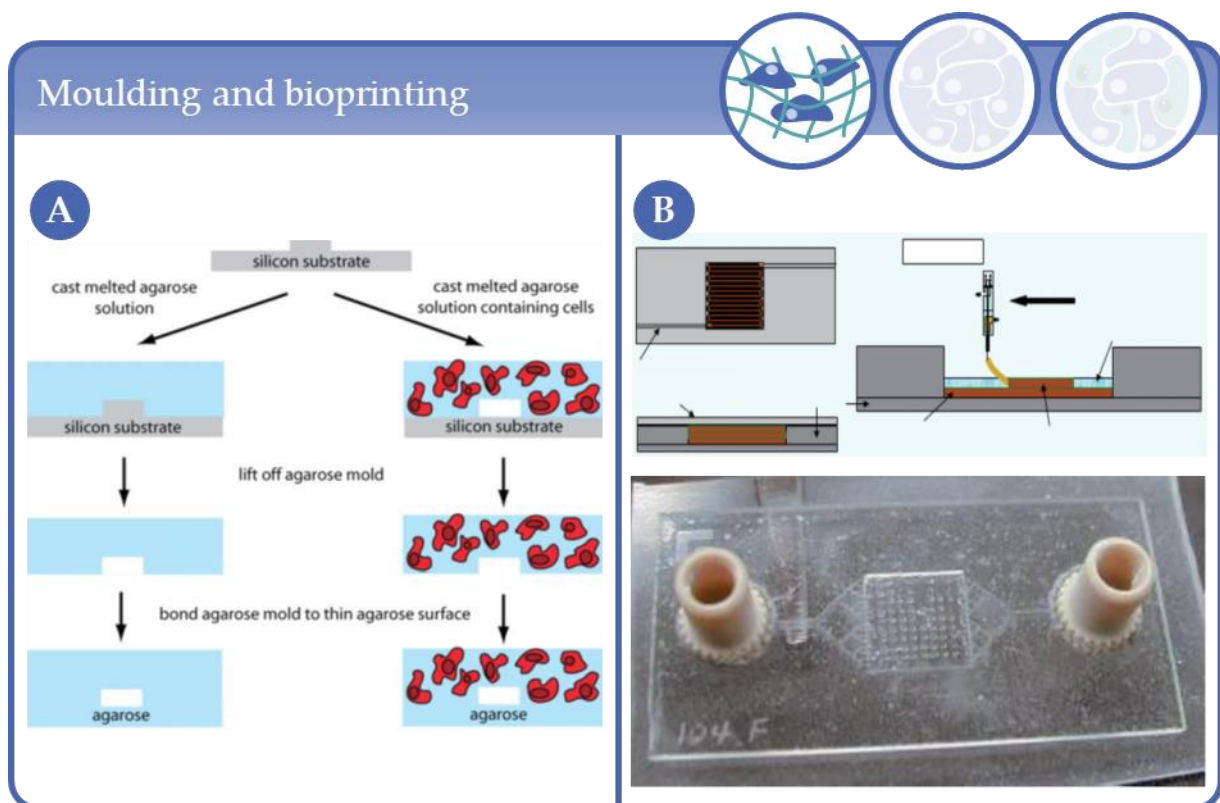 Moulding and bioprinting
A
silicon substrate
cast melted agarose
solution
cast melted agarose
solution containing cells
silicon substrate
silicon substrate
lift off agarose mold
bond agarose mold to thin agarose surface
agarose
agarose
B
104 F